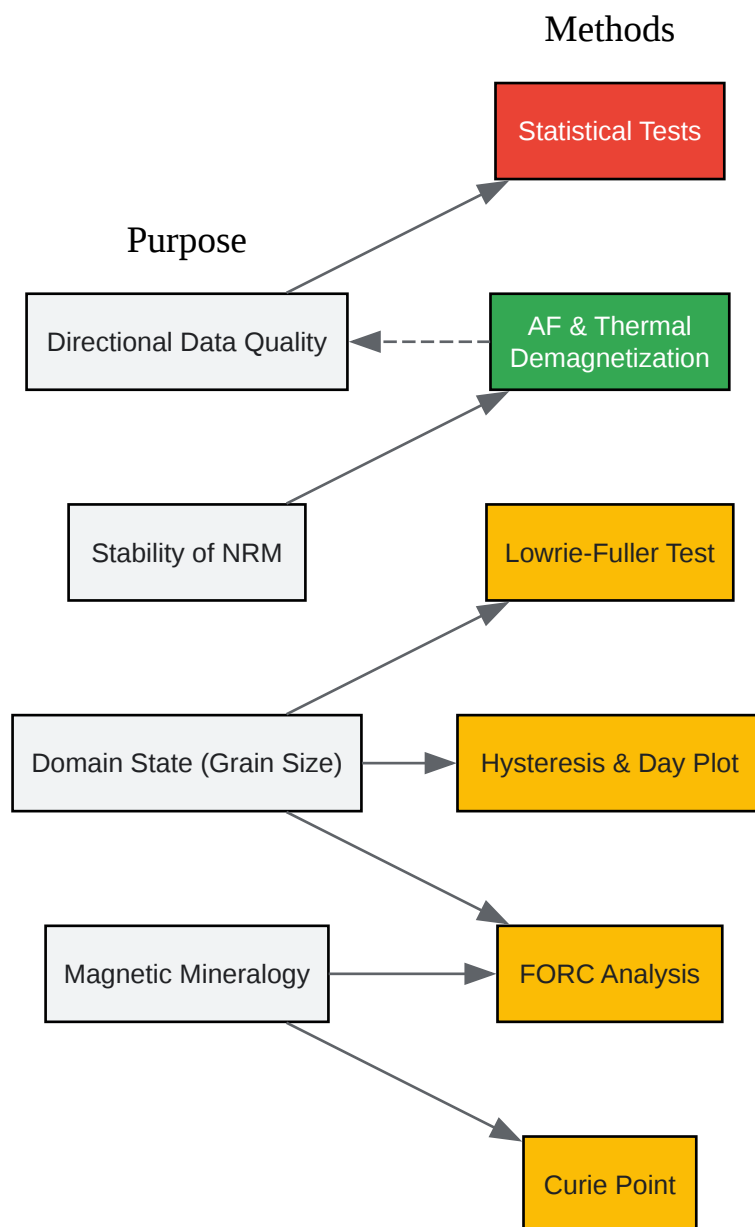 Methods
Statistical Tests
Purpose
Directional Data Quality
AF & Thermal
Demagnetization
Stability of NRM
Lowrie-Fuller Test
Domain State (Grain Size)
Hysteresis & Day Plot
Magnetic Mineralogy
FORC Analysis
Curie Point